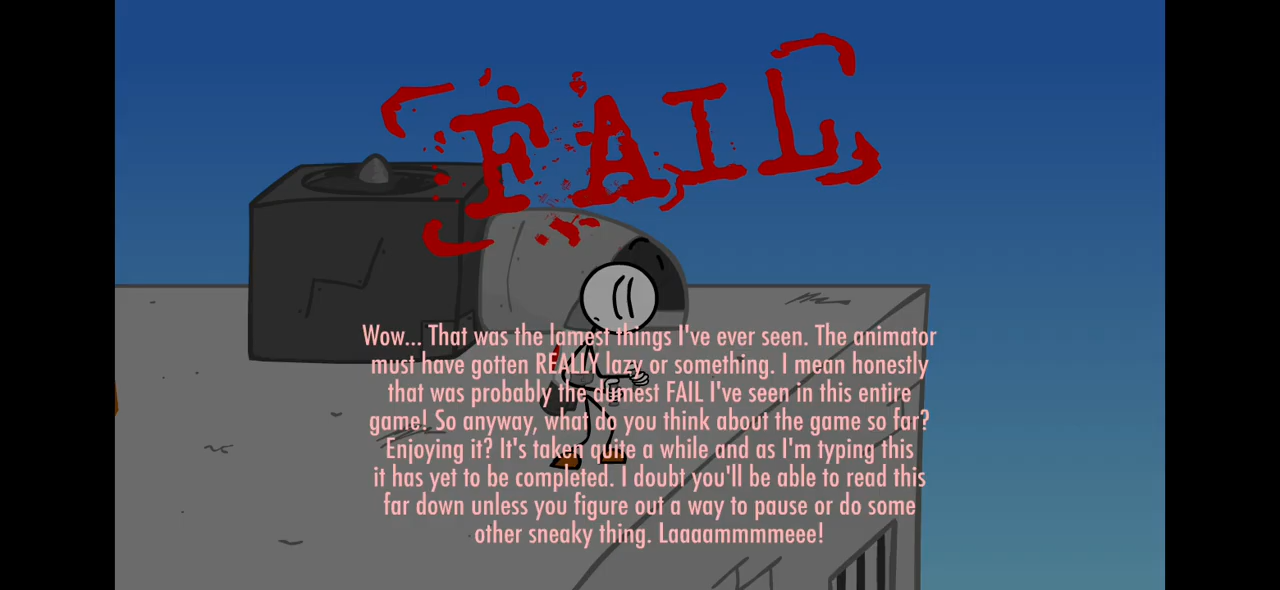 FAIL
Wow... That was the lamest things I've ever seen. The animator
must have gotten REALLY lazy or something. I mean honestly
that was probably the dumest FAIL I've seen in this entire
game! So anyway, what do you think about the game so far?
Enjoying it? It's taken quite a while and as I'm typing this
it has yet to be completed. I doubt you'll be able to read this
far down unless you figure out a way to pause or do some
other sneaky thing. Laaaammmmeee!